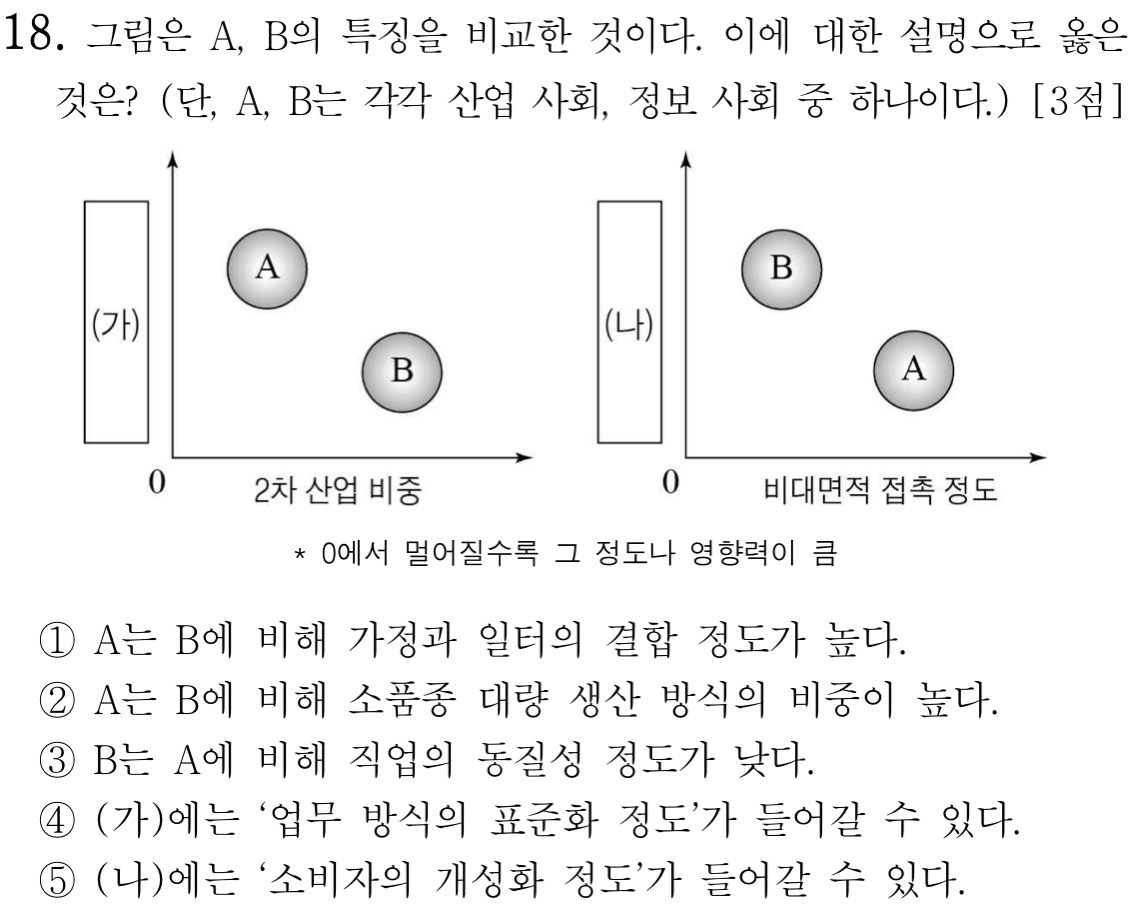 18. 그림은 A, B의 특징을 비교한 것이다. 이에 대한 설명으로 옳은
것은? (단, A, B는 각각 산업 사회, 정보 사회 중 하나이다.) [3점]
(가)
A
B
0
2차 산업 비중
(나)
B
A
0
비대면적 접촉 정도
* 0에서 멀어질수록 그 정도나 영향력이 큼
① A는 B에 비해 가정과 일터의 결합 정도가 높다.
② A는 B에 비해 소품종 대량 생산 방식의 비중이 높다.
③ B는 A에 비해 직업의 동질성 정도가 낮다.
④ (가)에는 ‘업무 방식의 표준화 정도’가 들어갈 수 있다.
⑤ (나)에는 ‘소비자의 개성화 정도’가 들어갈 수 있다.